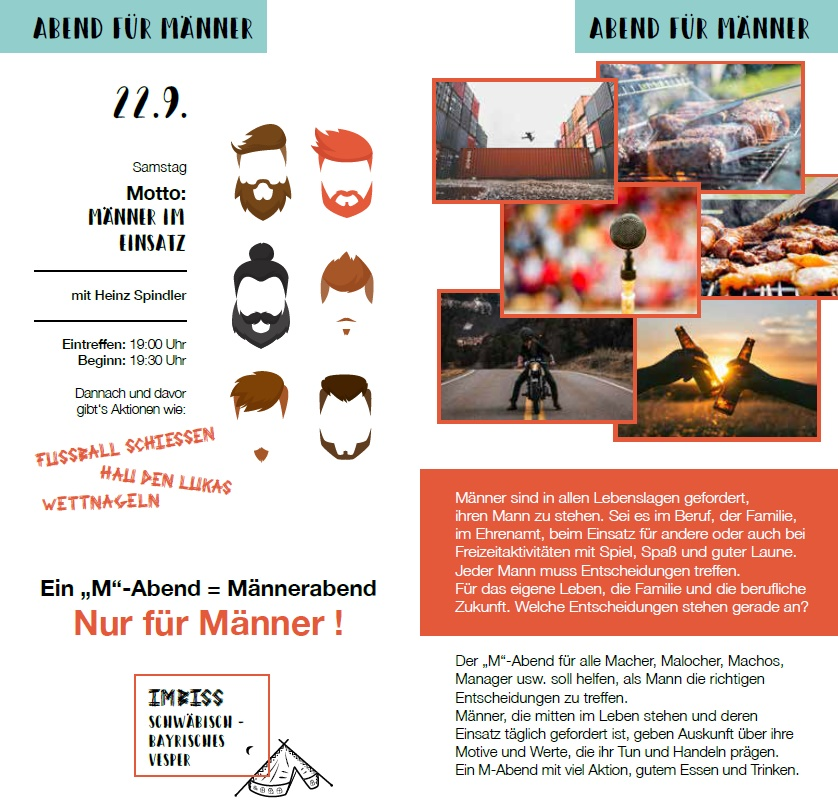 ABEND FÜR MÄNNER
22.9.
Samstag
Motto:
MÄNNER IM
EINSATZ
mit Heinz Spindler
Eintreffen: 19:00 Uhr
Beginn: 19:30 Uhr
Dannach und davor
gibt's Aktionen wie:
FUSSBALL SCHIESSEN
HAU DEN LUKAS
WETTNAGELN
Ein „M“-Abend = Männerabend
Nur für Männer !
IMBISS
SCHWÄBISCH -
BAYRISCHES
VESPER
ABEND FÜR MÄNNER
Männer sind in allen Lebenslagen gefordert,
ihren Mann zu stehen. Sei es im Beruf, der Familie,
im Ehrenamt, beim Einsatz für andere oder auch bei
Freizeitaktivitäten mit Spiel, Spaß und guter Laune.
Jeder Mann muss Entscheidungen treffen.
Für das eigene Leben, die Familie und die berufliche
Zukunft. Welche Entscheidungen stehen gerade an?
Der „M“-Abend für alle Macher, Malocher, Machos,
Manager usw. soll helfen, als Mann die richtigen
Entscheidungen zu treffen.
Männer, die mitten im Leben stehen und deren
Einsatz täglich gefordert ist, geben Auskunft über ihre
Motive und Werte, die ihr Tun und Handeln prägen.
Ein M-Abend mit viel Aktion, gutem Essen und Trinken.